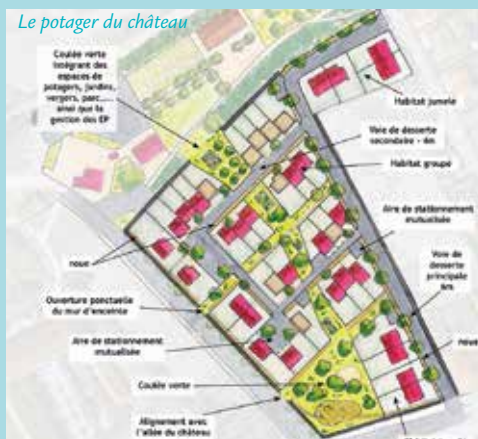 Le potager du château
Coulée verte
intégrant des
espaces de
potagers, jardins,
vergers, parc.....
ainsi que la
gestion des EP
Habitat jumelé
Voie de desserte
secondaire - 4m
Habitat groupé
Aire de stationnement
mutualisée
Voie de
desserte
principale
6m
noue
noue
Ouverture ponctuelle
du mur d'enceinte
Aire de stationnement
mutualisée
Coulée verte
Alignement avec
l'allée du château